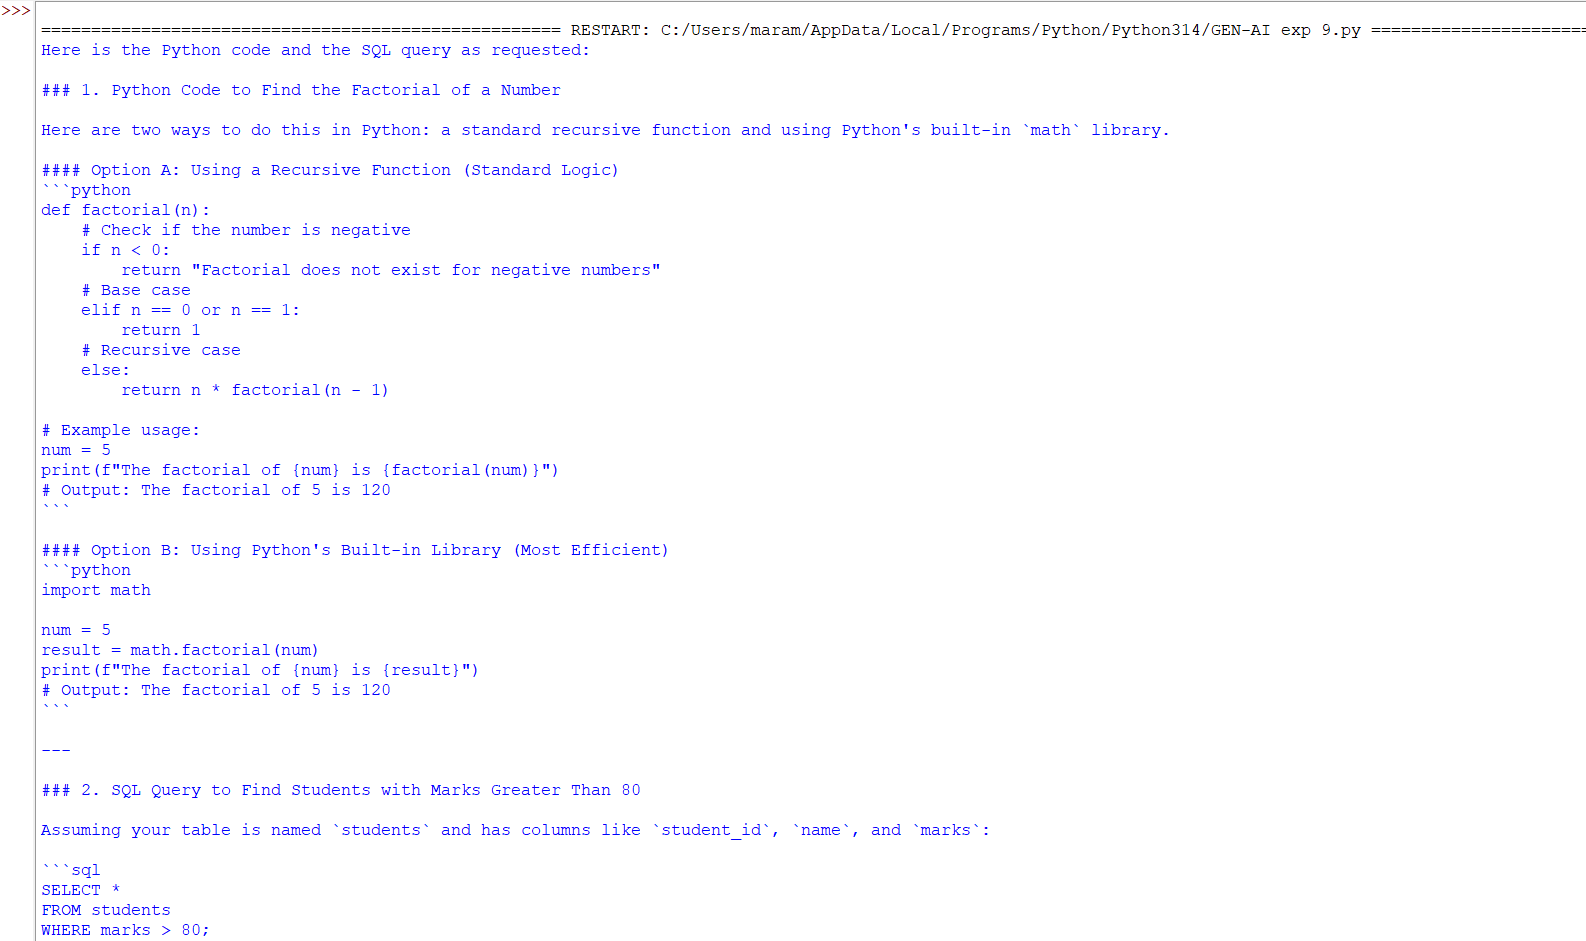 >>>
==================================================== RESTART: C:/Users/maram/AppData/Local/Programs/Python/Python314/GEN-AI exp 9.py ======================
Here is the Python code and the SQL query as requested:

### 1. Python Code to Find the Factorial of a Number

Here are two ways to do this in Python: a standard recursive function and using Python's built-in `math` library.

#### Option A: Using a Recursive Function (Standard Logic)
```python
def factorial(n):
    # Check if the number is negative
    if n < 0:
        return "Factorial does not exist for negative numbers"
    # Base case
    elif n == 0 or n == 1:
        return 1
    # Recursive case
    else:
        return n * factorial(n - 1)

# Example usage:
num = 5
print(f"The factorial of {num} is {factorial(num)}")
# Output: The factorial of 5 is 120
```

#### Option B: Using Python's Built-in Library (Most Efficient)
```python
import math

num = 5
result = math.factorial(num)
print(f"The factorial of {num} is {result}")
# Output: The factorial of 5 is 120
```

---

### 2. SQL Query to Find Students with Marks Greater Than 80

Assuming your table is named `students` and has columns like `student_id`, `name`, and `marks`:

```sql
SELECT *
FROM students
WHERE marks > 80;